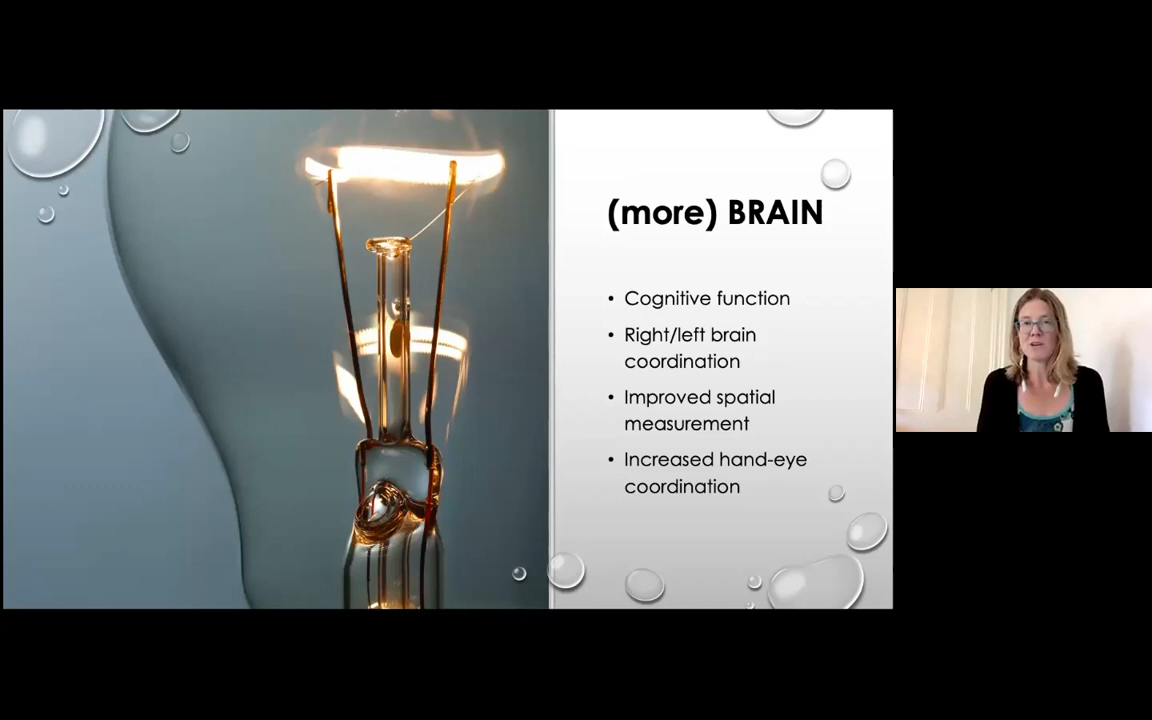 (more) BRAIN
• Cognitive function
• Right/left brain
coordination
• Improved spatial
measurement
• Increased hand-eye
coordination